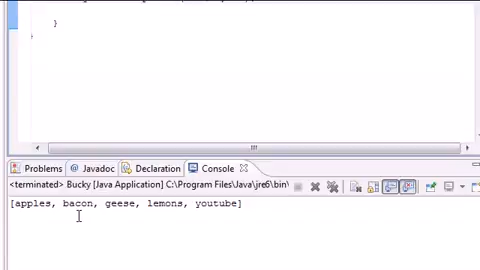 }
}
Problems @ Javadoc Declaration Console
<terminated> Bucky [Java Application] C:\Program Files\Java\jre6\bin\
[apples, bacon, geese, lemons, youtube]